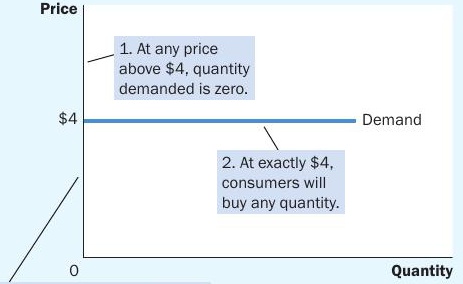 Price
1. At any price
above $4, quantity
demanded is zero.
$4
Demand
2. At exactly $4,
consumers will
buy any quantity.
0
Quantity